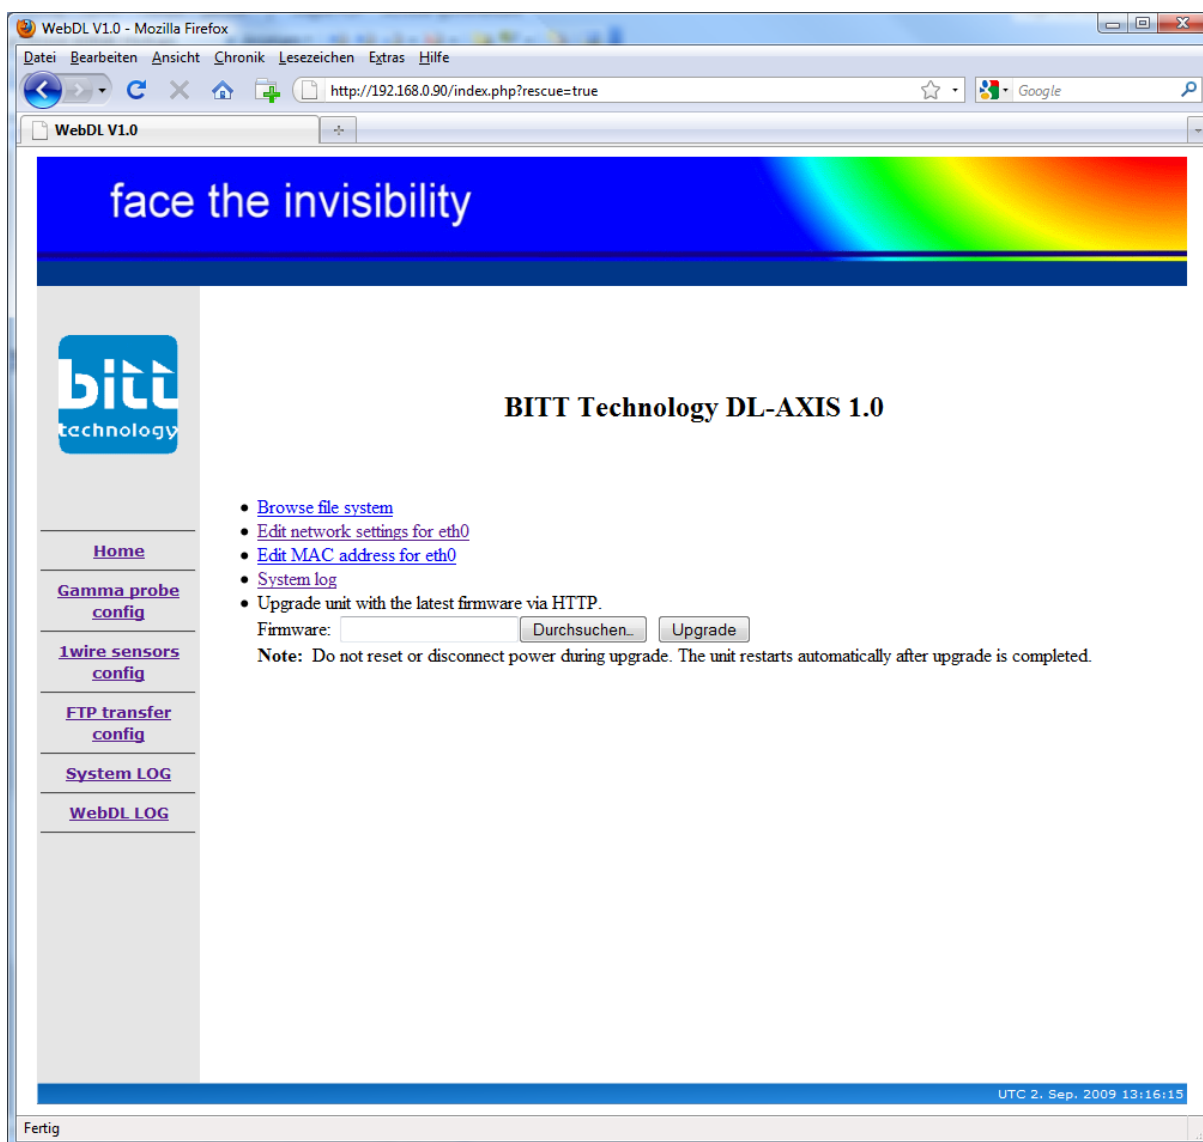 WebDL V1.0 - Mozilla Firefox
Datei Bearbeiten Ansicht Chronik Lesezeichen Extras Hilfe
http://192.168.0.90/index.php?rescue=true
Google
WebDL V1.0
face the invisibility
bitt
technology
BITT Technology DL-AXIS 1.0
Home
Gamma probe
config
1wire sensors
config
FTP transfer
config
System LOG
WebDL LOG
Browse file system
Edit network settings for eth0
Edit MAC address for eth0
System log
Upgrade unit with the latest firmware via HTTP.
Firmware: Durchsuchen... Upgrade
Note: Do not reset or disconnect power during upgrade. The unit restarts automatically after upgrade is completed.
UTC 2. Sep. 2009 13:16:15
Fertig